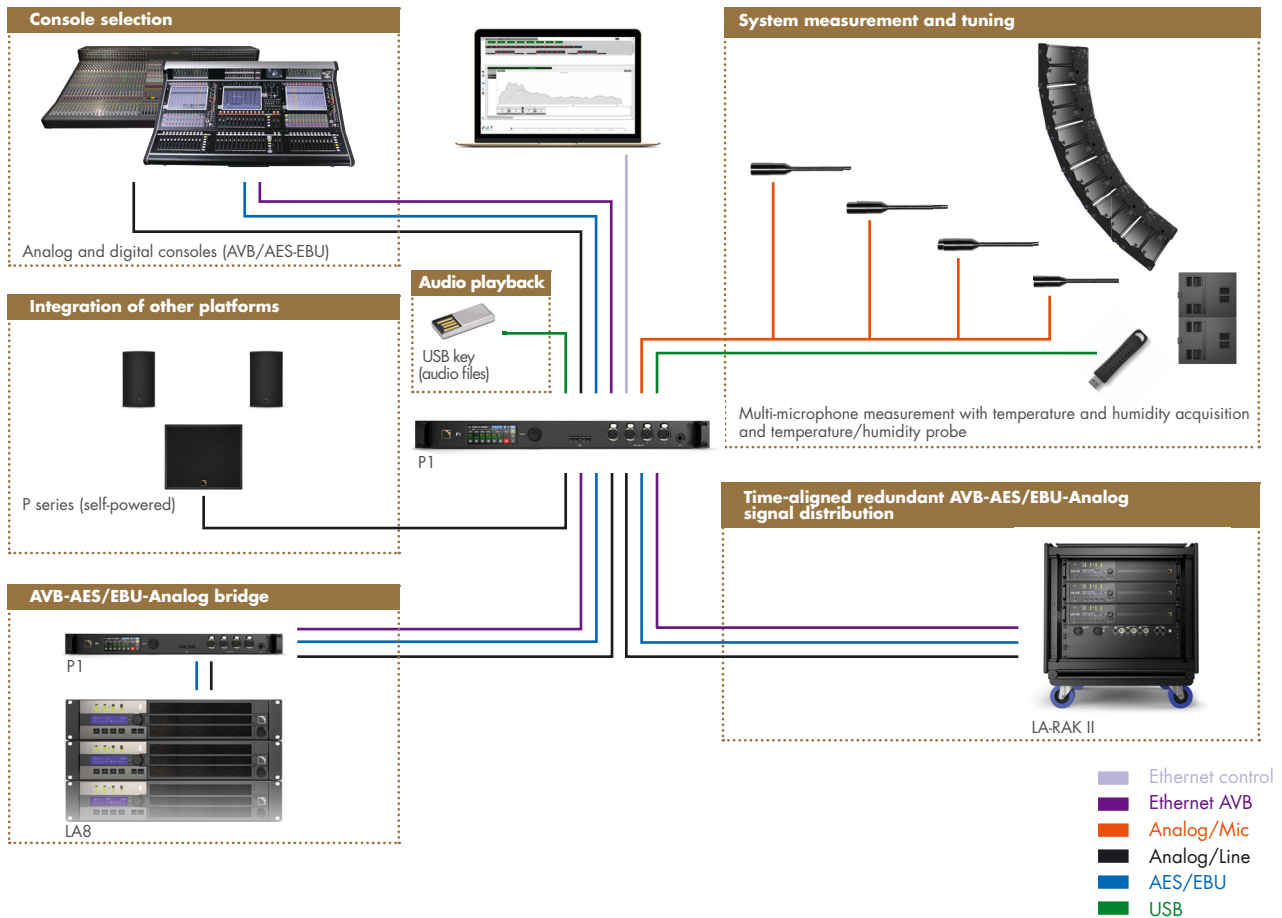 Console selection
Analog and digital consoles (AVB/AES-EBU)
System measurement and tuning
Multi-microphone measurement with temperature and humidity acquisition
and temperature/humidity probe
Integration of other platforms
P series (self-powered)
Audio playback
USB key
(audio files)
P1
Time-aligned redundant AVB-AES/EBU-Analog
signal distribution
LA-RAK II
AVB-AES/EBU-Analog bridge
P1
LA8
Ethernet control
Ethernet AVB
Analog/Mic
Analog/Line
AES/EBU
USB